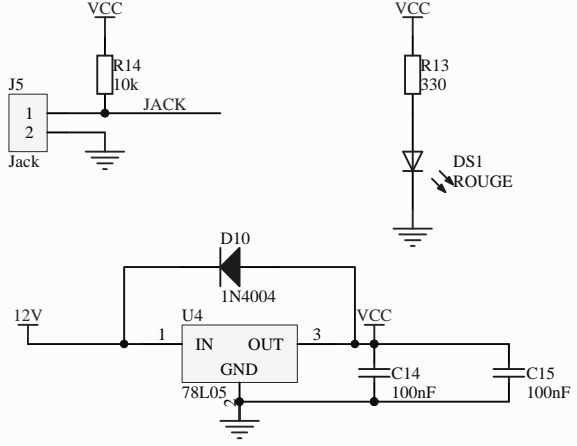 VCC
R14
10k
J5
1
2
Jack
JACK
VCC
R13
330
DS1
ROUGE
D10
1N4004
12V
U4
1
IN
OUT
GND
3
78L05
2
VCC
C14
100nF
C15
100nF